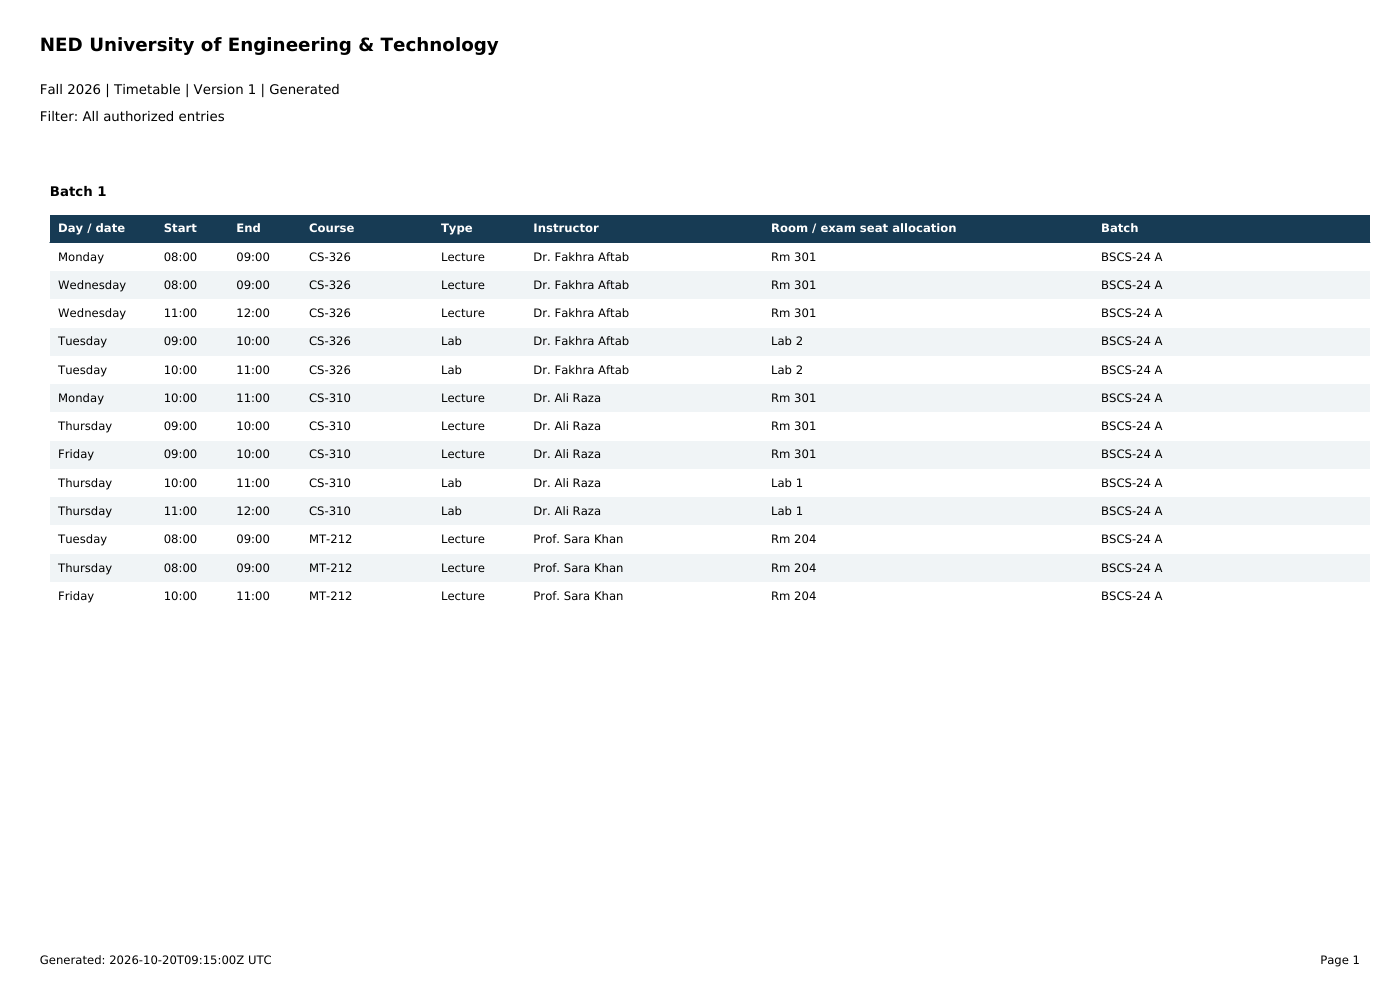 NED University of Engineering & Technology
Fall 2026 | Timetable | Version 1 | Generated
Filter: All authorized entries
Batch 1
Day / date Start End Course Type Instructor Room / exam seat allocation Batch
Monday 08:00 09:00 CS-326 Lecture Dr. Fakhra Aftab Rm 301 BSCS-24 A
Wednesday 08:00 09:00 CS-326 Lecture Dr. Fakhra Aftab Rm 301 BSCS-24 A
Wednesday 11:00 12:00 CS-326 Lecture Dr. Fakhra Aftab Rm 301 BSCS-24 A
Tuesday 09:00 10:00 CS-326 Lab Dr. Fakhra Aftab Lab 2 BSCS-24 A
Tuesday 10:00 11:00 CS-326 Lab Dr. Fakhra Aftab Lab 2 BSCS-24 A
Monday 10:00 11:00 CS-310 Lecture Dr. Ali Raza Rm 301 BSCS-24 A
Thursday 09:00 10:00 CS-310 Lecture Dr. Ali Raza Rm 301 BSCS-24 A
Friday 09:00 10:00 CS-310 Lecture Dr. Ali Raza Rm 301 BSCS-24 A
Thursday 10:00 11:00 CS-310 Lab Dr. Ali Raza Lab 1 BSCS-24 A
Thursday 11:00 12:00 CS-310 Lab Dr. Ali Raza Lab 1 BSCS-24 A
Tuesday 08:00 09:00 MT-212 Lecture Prof. Sara Khan Rm 204 BSCS-24 A
Thursday 08:00 09:00 MT-212 Lecture Prof. Sara Khan Rm 204 BSCS-24 A
Friday 10:00 11:00 MT-212 Lecture Prof. Sara Khan Rm 204 BSCS-24 A
Generated: 2026-10-20T09:15:00Z UTC
Page 1